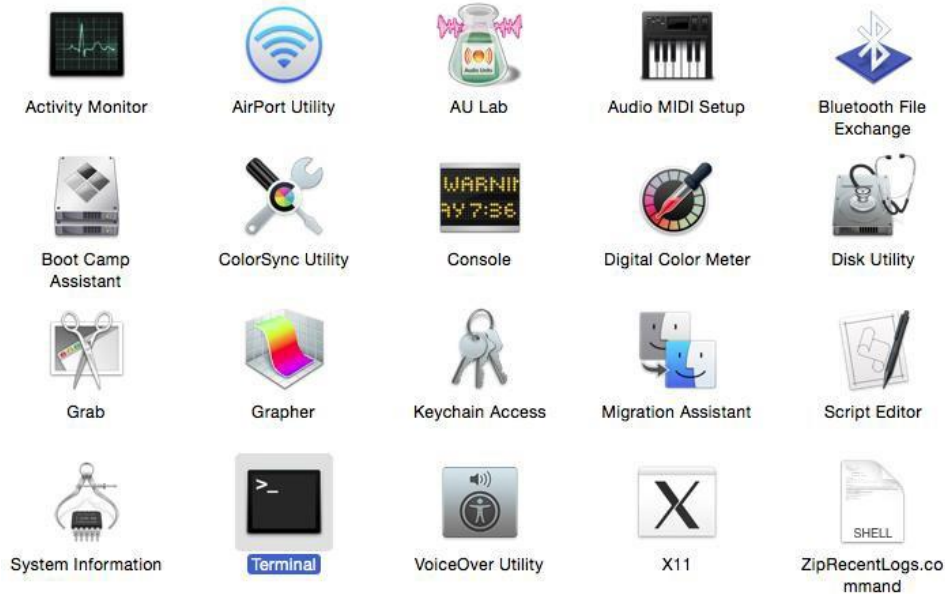 Activity Monitor
AirPort Utility
Audio Units
AU Lab
Audio MIDI Setup
Bluetooth File
Exchange
Boot Camp
Assistant
ColorSync Utility
WARNIN
AY 7:36
Console
Digital Color Meter
Disk Utility
Grab
Grapher
Keychain Access
Migration Assistant
Script Editor
System Information
>_
Terminal
VoiceOver Utility
X
X11
SHELL
ZipRecentLogs.co
mmand